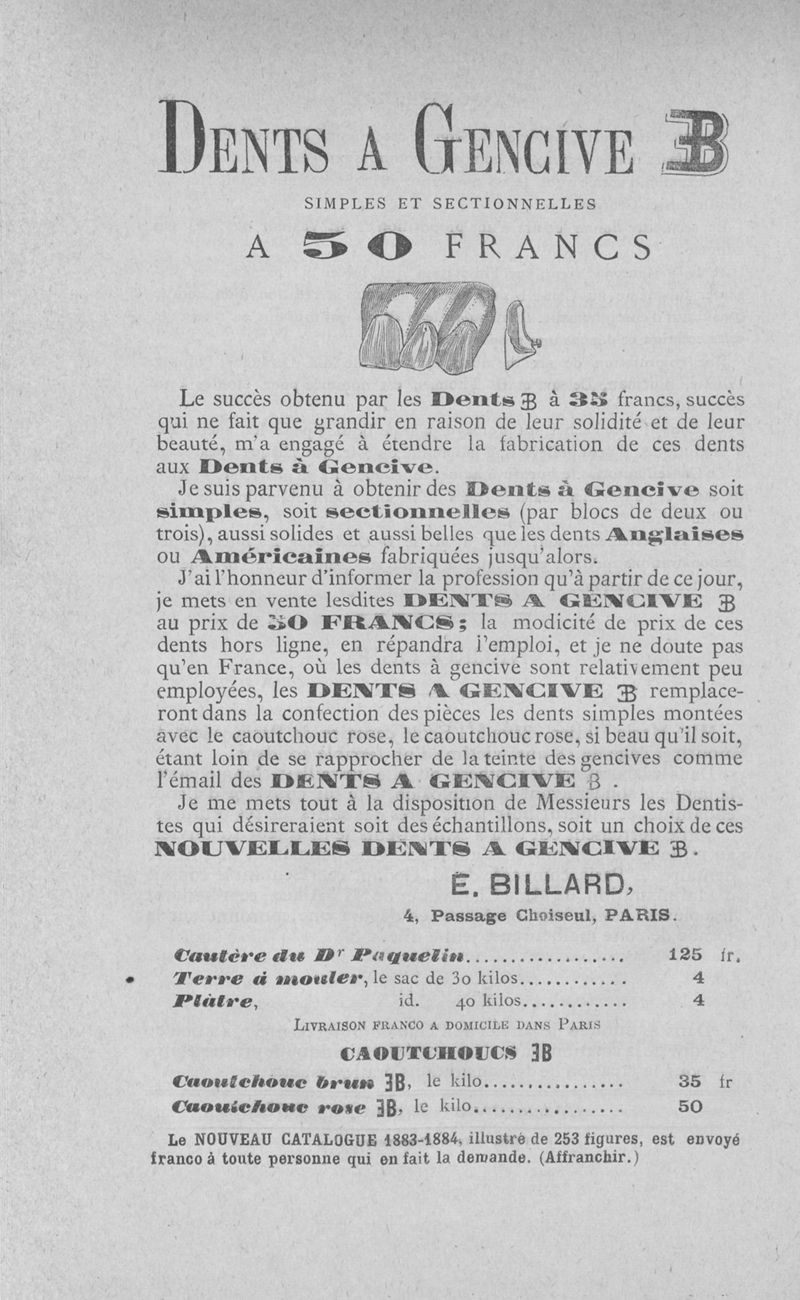 DENTS A GENCIVE EB
SIMPLES ET SECTIONNELLES
A 50 FRANCS
Le succès obtenu par les Dents EB à 35 francs, succès
qui ne fait que grandir en raison de leur solidité et de leur
beauté, m'a engagé à étendre la fabrication de ces dents
aux Dents à Gencive.
Je suis parvenu à obtenir des Dents à Gencive soit
simples, soit sectionnelles (par blocs de deux ou
trois), aussi solides et aussi belles que les dents Anglaises
ou Américaines fabriquées jusqu'alors.
J'ai l'honneur d'informer la profession qu'à partir de ce jour,
je mets en vente lesdites DENTS A GENCIVE EB
au prix de 50 FRANCS; la modicité de prix de ces
dents hors ligne, en répandra l'emploi, et je ne doute pas
qu'en France, où les dents à gencive sont relativement peu
employées, les DENTS A GENCIVE EB remplace-
ront dans la confection des pièces les dents simples montées
avec le caoutchouc rose, le caoutchouc rose, si beau qu'il soit,
étant loin de se rapprocher de la teinte des gencives comme
l'émail des DENTS A GENCIVE EB .
Je me mets tout à la disposition de Messieurs les Dentis-
tes qui désireraient soit des échantillons, soit un choix de ces
NOUVELLES DENTS A GENCIVE EB.
E. BILLARD,
4, Passage Choiseul, PARIS.
Cautère du Dr Paquelin.................. 125 fr.
Terre à mouler, le sac de 30 kilos............ 4
Plâtre, id. 40 kilos............ 4
LIVRAISON FRANCO A DOMICILE DANS PARIS
CAOUTCHOUCS EB
Caoutchouc brun EB, le kilo................ 35 fr
Caoutchouc rose EB, le kilo................. 50
Le NOUVEAU CATALOGUE 1883-1884, illustré de 253 figures, est envoyé
franco à toute personne qui en fait la demande. (Affranchir.)